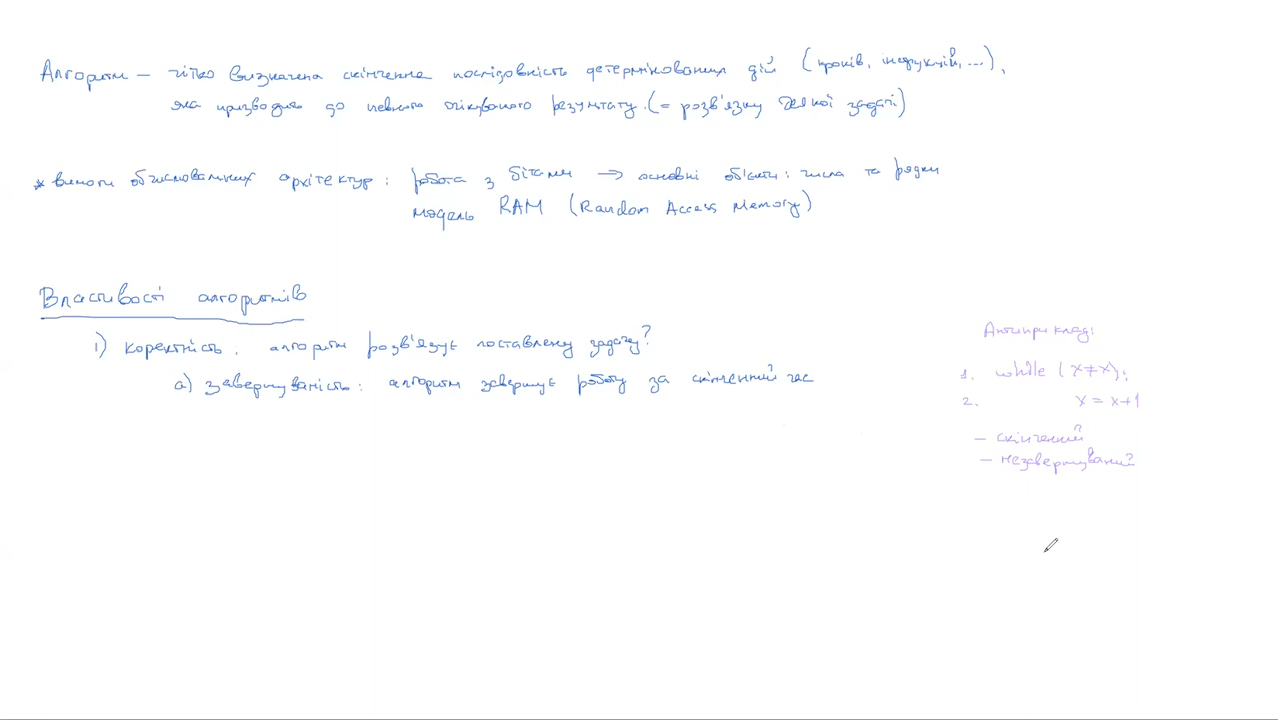 Алгоритм — чітко визначена скінченна послідовність детермінованих дій (кроків, інструкцій, ...),
яка призводить до певного очікуваного результату. (= розв'язку деякої задачі)
* вимоги обчислювальних архітектур: робота з бітами → основні об'єкти: числа та рядки
модель RAM (Random Access Memory)
Властивості алгоритмів
1) коректність: алгоритм розв'язує поставлену задачу?
а) завершуваність: алгоритм завершує роботу за скінченний час
Антиприклад:
1. while (x≠x);
2. x = x+1
— скінчений
— незавершуваний